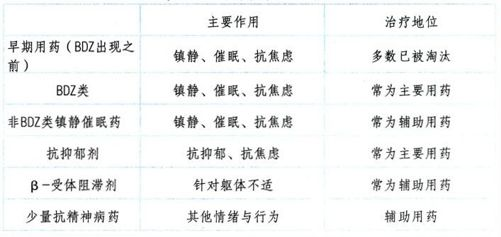 主要作用 治疗地位
早期用药（BDZ出现之前） 镇静、催眠、抗焦虑 多数已被淘汰
BDZ类 镇静、催眠、抗焦虑 常为主要用药
非BDZ类镇静催眠药 镇静、催眠、抗焦虑 常为辅助用药
抗抑郁剂 抗抑郁、抗焦虑 常为主要用药
β-受体阻滞剂 针对躯体不适 常为辅助用药
少量抗精神病药 其他情绪与行为 辅助用药